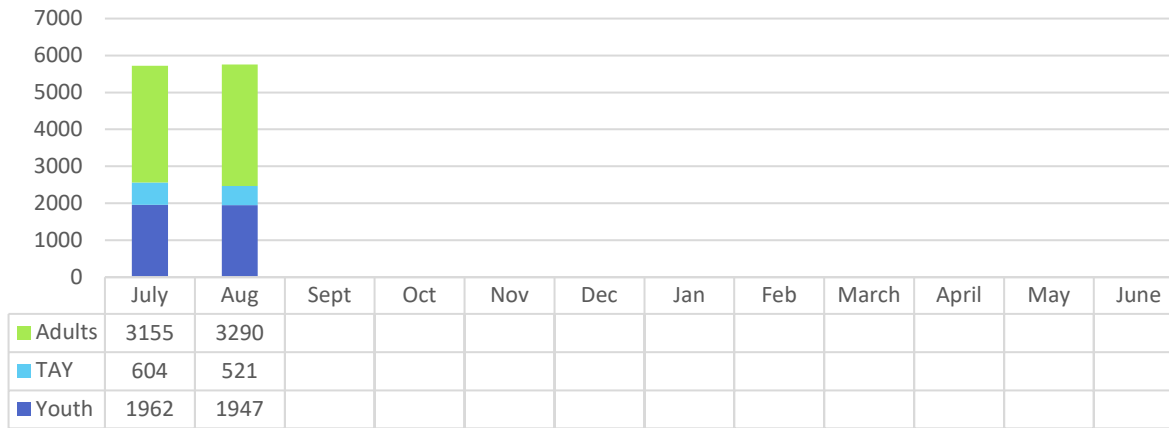 7000
6000
5000
4000
3000
2000
1000
0
July Aug Sept Oct Nov Dec Jan Feb March April May June
Adults 3155 3290
TAY 604 521
Youth 1962 1947